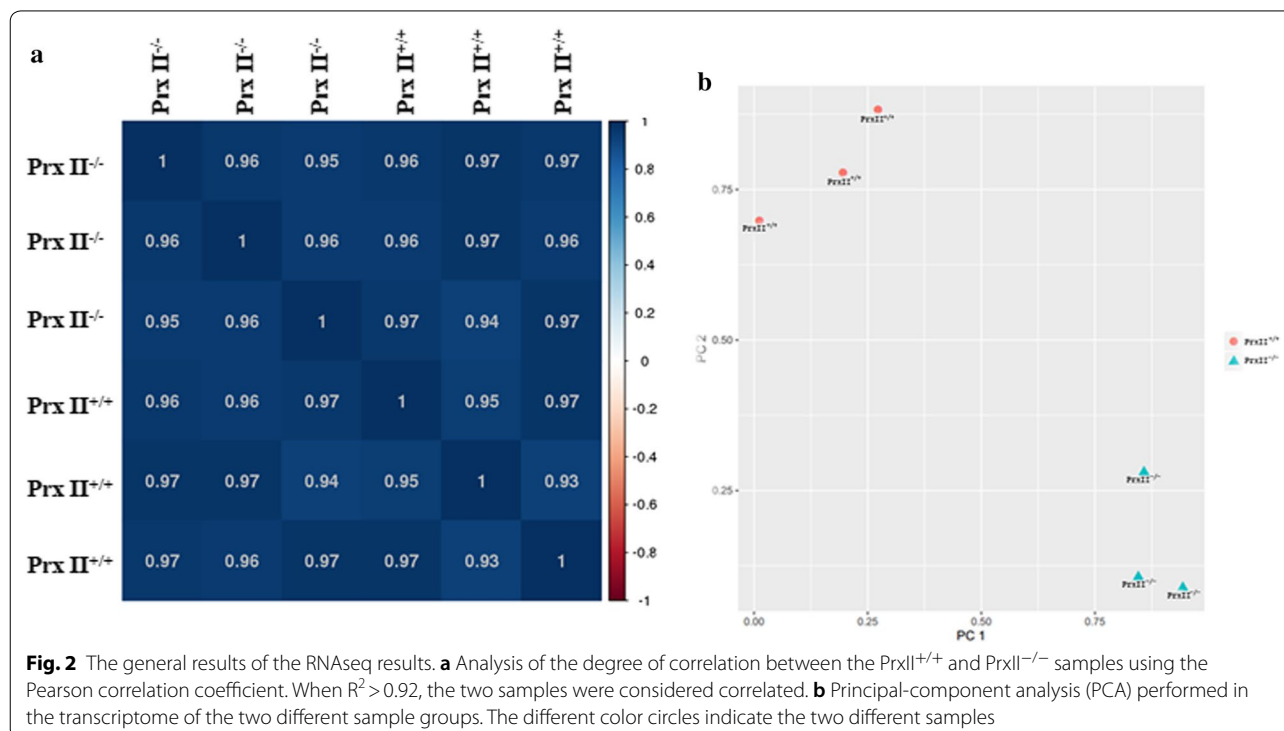 a
Prx II-/- Prx II-/- Prx II-/- Prx II+/+ Prx II+/+ Prx II+/+
Prx II-/- 1 0.96 0.95 0.96 0.97 0.97
Prx II-/- 0.96 1 0.96 0.96 0.97 0.96
Prx II-/- 0.95 0.96 1 0.97 0.94 0.97
Prx II+/+ 0.96 0.96 0.97 1 0.95 0.97
Prx II+/+ 0.97 0.97 0.94 0.95 1 0.93
Prx II+/+ 0.97 0.96 0.97 0.97 0.93 1
1
0.8
0.6
0.4
0.2
0
-0.2
-0.4
-0.6
-0.8
-1
b
PrxII+/+
PrxII+/+
PrxII+/+
PrxII-/-
PrxII-/-
PrxII-/-
0.75
0.50
0.25
PC 2
0.00 0.25 0.50 0.75
PC 1
PrxII+/+
PrxII-/-
Fig. 2 The general results of the RNAseq results. a Analysis of the degree of correlation between the PrxII+/+ and PrxII−/− samples using the
Pearson correlation coefficient. When R2 > 0.92, the two samples were considered correlated. b Principal-component analysis (PCA) performed in
the transcriptome of the two different sample groups. The different color circles indicate the two different samples